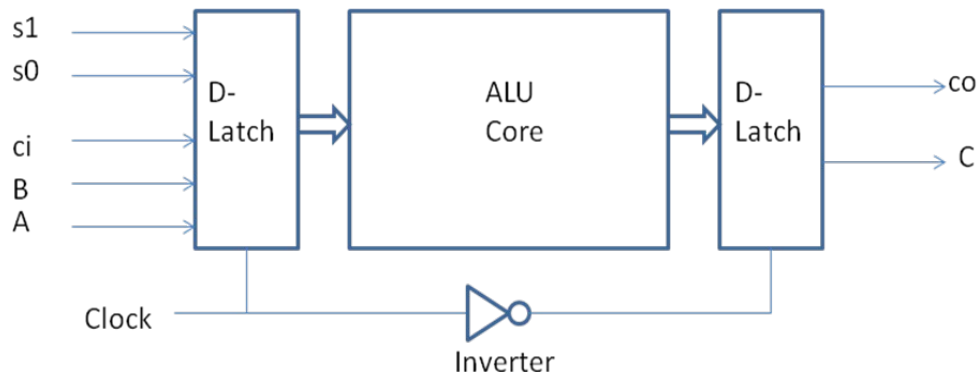 s1
s0
ci
B
A
D-
Latch
ALU
Core
D-
Latch
co
C
Clock
Inverter